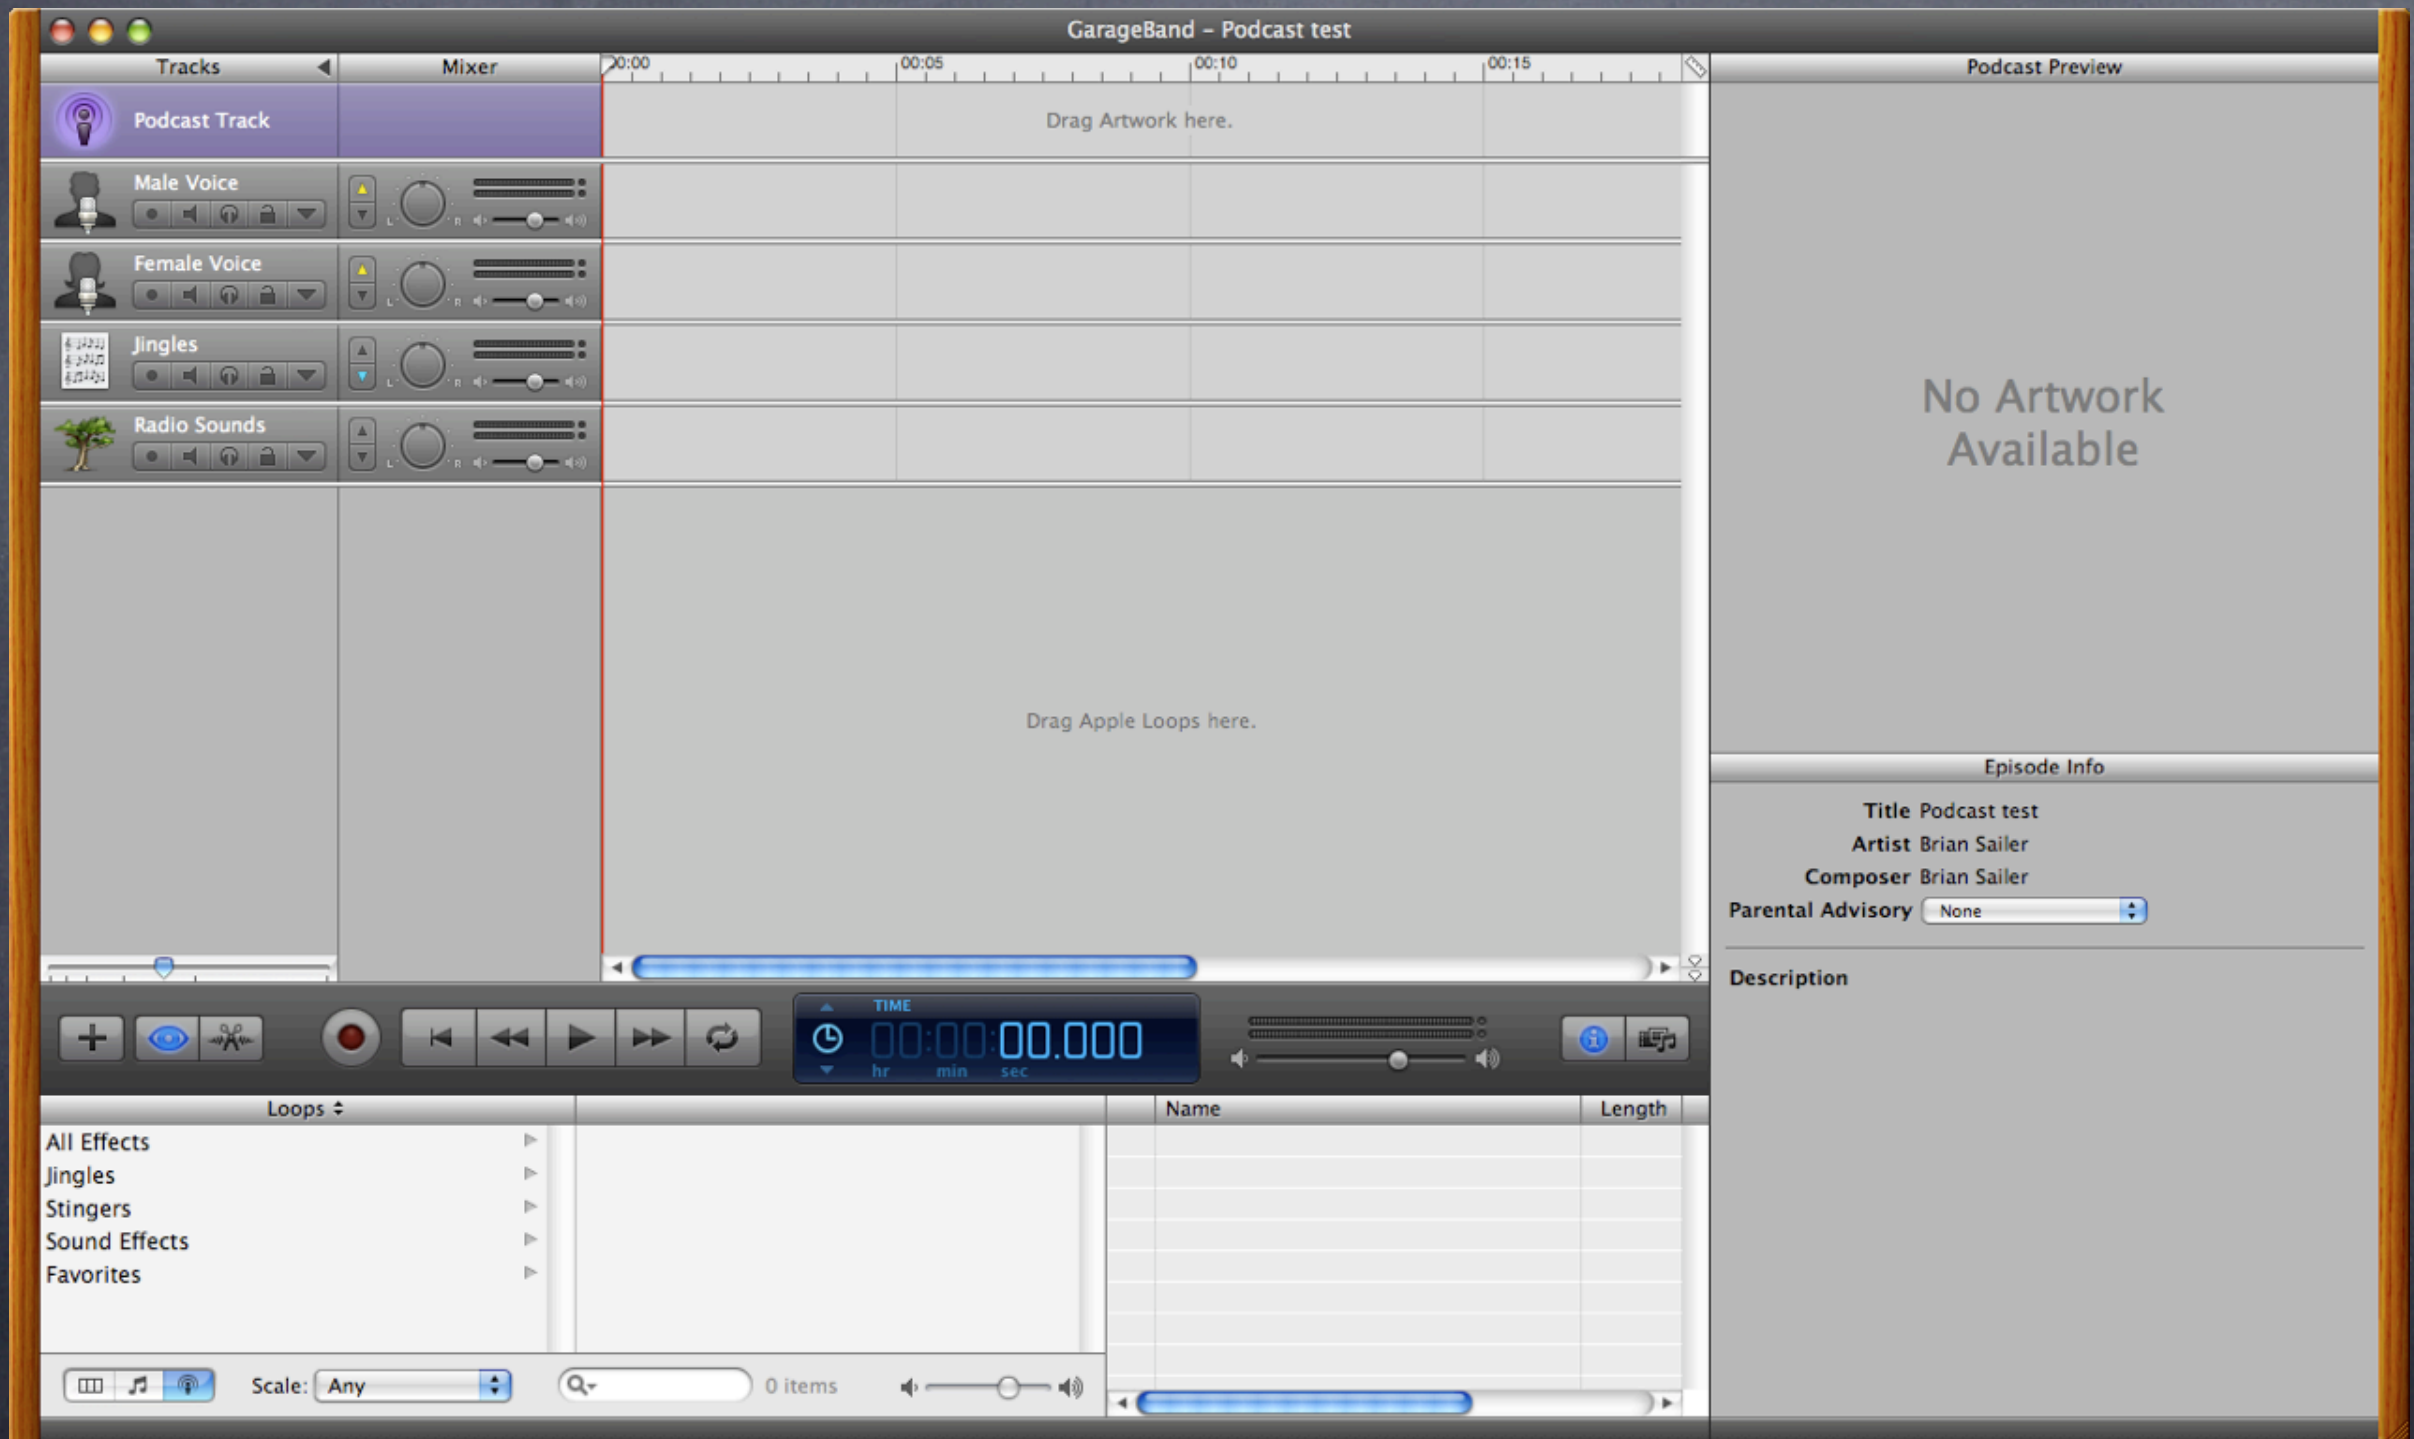 GarageBand – Podcast test
Tracks
Mixer
00:00
00:05
00:10
00:15
Podcast Preview
Podcast Track
Drag Artwork here.
Male Voice
L R
Female Voice
L R
Jingles
L R
Radio Sounds
L R
No Artwork
Available
Drag Apple Loops here.
Episode Info
Title Podcast test
Artist Brian Sailer
Composer Brian Sailer
Parental Advisory None
Description
TIME
00:00:00.000
hr min sec
Loops
Name
Length
All Effects
Jingles
Stingers
Sound Effects
Favorites
Scale: Any
0 items